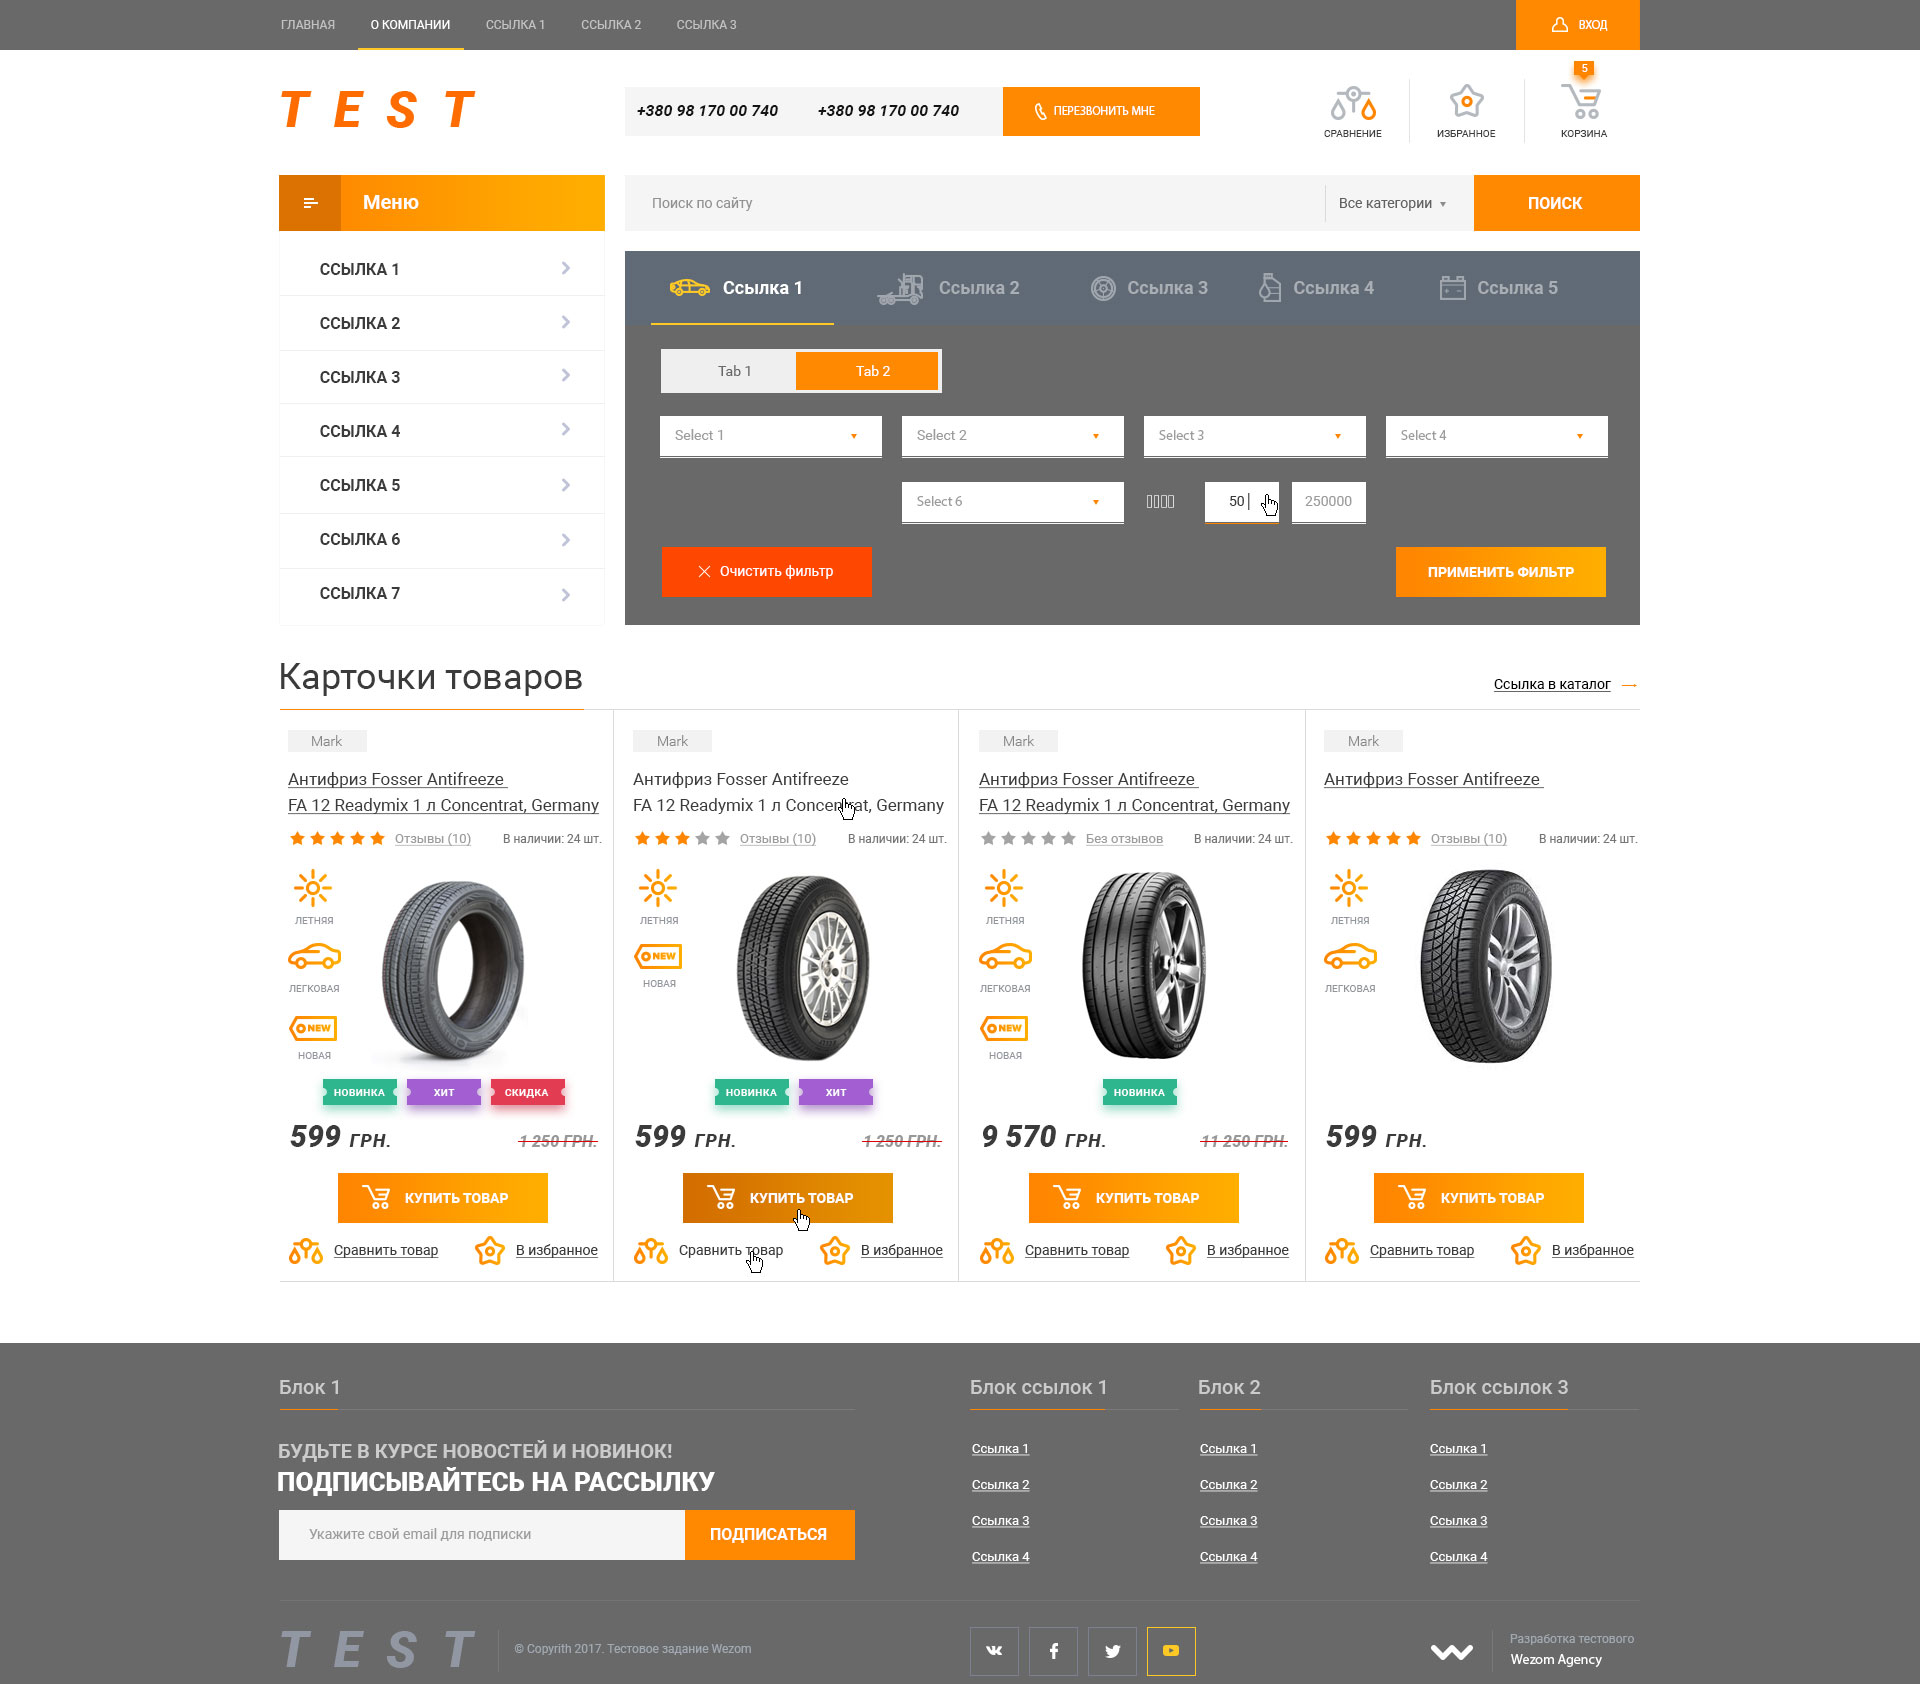 ГЛАВНАЯ О КОМПАНИИ ССЫЛКА 1 ССЫЛКА 2 ССЫЛКА 3 ВХОД
5
TEST +380 98 170 00 740 +380 98 170 00 740 ПЕРЕЗВОНИТЬ МНЕ
СРАВНЕНИЕ ИЗБРАННОЕ КОРЗИНА
Меню Поиск по сайту Все категории ПОИСК
ССЫЛКА 1
ССЫЛКА 2
ССЫЛКА 3
ССЫЛКА 4
ССЫЛКА 5
ССЫЛКА 6
ССЫЛКА 7
Ссылка 1 Ссылка 2 Ссылка 3 Ссылка 4 Ссылка 5
Tab 1 Tab 2
Select 1 Select 2 Select 3 Select 4
Select 6 50 250000
Очистить фильтр ПРИМЕНИТЬ ФИЛЬТР
Карточки товаров
Ссылка в каталог
Mark
Антифриз Fosser Antifreeze
FA 12 Readymix 1 л Concentrat, Germany
Отзывы (10) В наличии: 24 шт.
ЛЕТНЯЯ
ЛЕГКОВАЯ
NEW
НОВАЯ
НОВИНКА ХИТ СКИДКА
599 ГРН. 1 250 ГРН.
КУПИТЬ ТОВАР
Сравнить товар В избранное
Mark
Антифриз Fosser Antifreeze
FA 12 Readymix 1 л Concentrat, Germany
Отзывы (10) В наличии: 24 шт.
ЛЕТНЯЯ
NEW
НОВАЯ
НОВИНКА ХИТ
599 ГРН. 1 250 ГРН.
КУПИТЬ ТОВАР
Сравнить товар В избранное
Mark
Антифриз Fosser Antifreeze
FA 12 Readymix 1 л Concentrat, Germany
Без отзывов В наличии: 24 шт.
ЛЕТНЯЯ
ЛЕГКОВАЯ
NEW
НОВАЯ
НОВИНКА
9 570 ГРН. 11 250 ГРН.
КУПИТЬ ТОВАР
Сравнить товар В избранное
Mark
Антифриз Fosser Antifreeze
Отзывы (10) В наличии: 24 шт.
ЛЕТНЯЯ
ЛЕГКОВАЯ
599 ГРН.
КУПИТЬ ТОВАР
Сравнить товар В избранное
Блок 1
БУДЬТЕ В КУРСЕ НОВОСТЕЙ И НОВИНОК!
ПОДПИСЫВАЙТЕСЬ НА РАССЫЛКУ
Укажите свой email для подписки ПОДПИСАТЬСЯ
Блок ссылок 1
Ссылка 1
Ссылка 2
Ссылка 3
Ссылка 4
Блок 2
Ссылка 1
Ссылка 2
Ссылка 3
Ссылка 4
Блок ссылок 3
Ссылка 1
Ссылка 2
Ссылка 3
Ссылка 4
TEST © Copyrith 2017. Тестовое задание Wezom
Разработка тестового
Wezom Agency